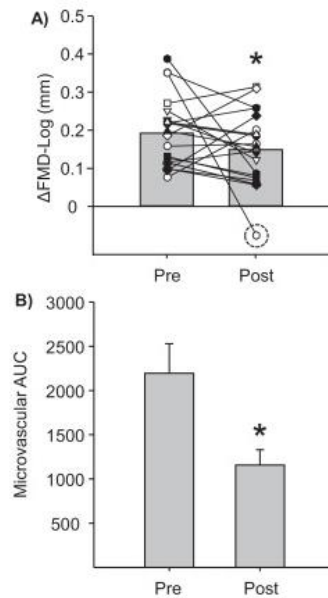 A)
ΔFMD-Log (mm)
0.5
0.4
0.3
0.2
0.1
0
*
Pre Post
B)
Microvascular AUC
3000
2500
2000
1500
1000
500
*
Pre Post